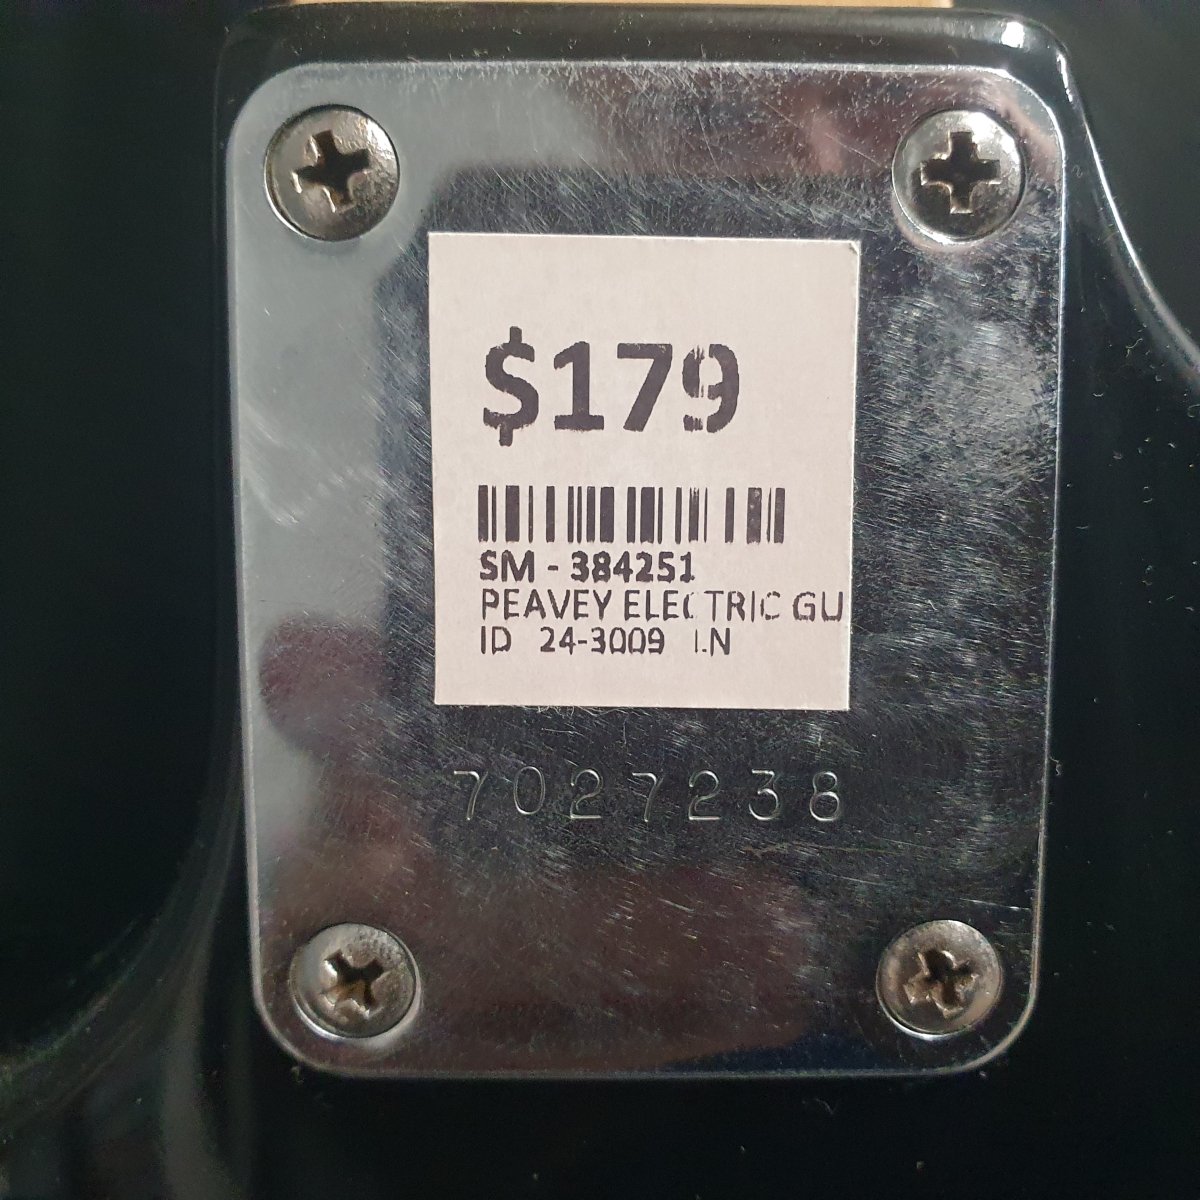 $179
SM - 384251
PEAVEY ELECTRIC GU
ID 24-3009 LN
7027238